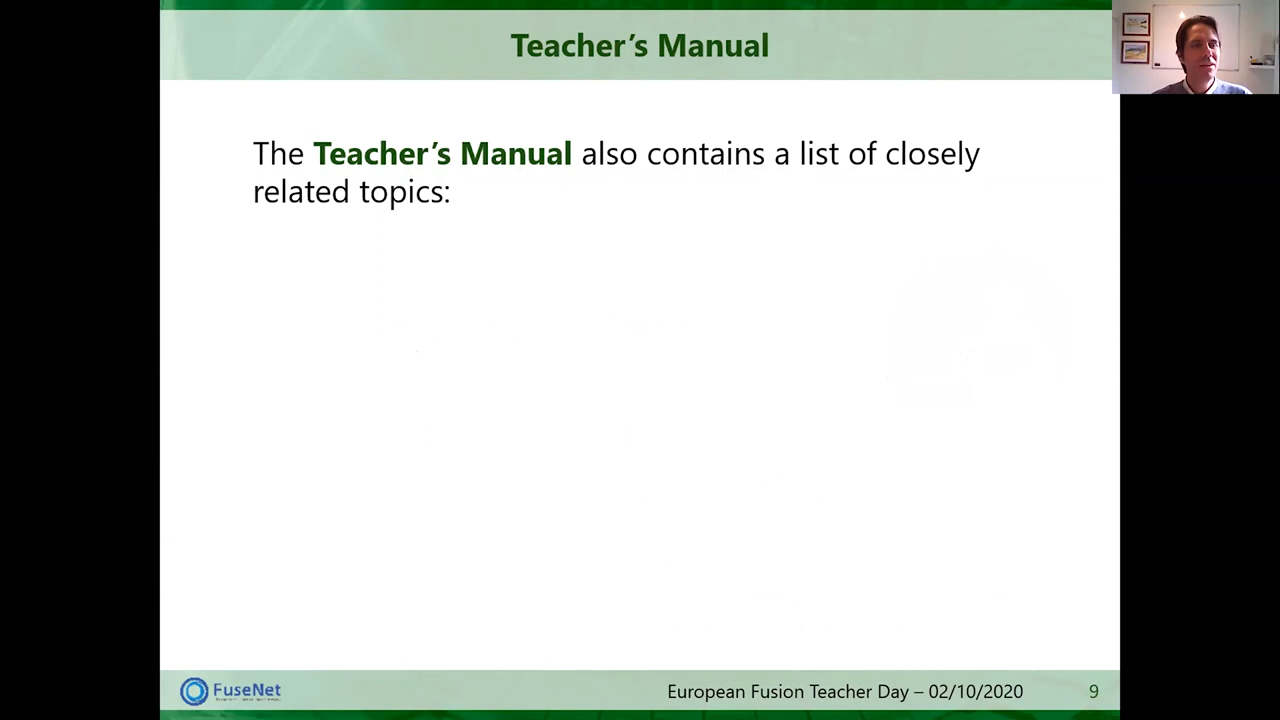 Teacher’s Manual
The Teacher’s Manual also contains a list of closely
related topics:
FuseNet
European Fusion Teacher Day – 02/10/2020
9